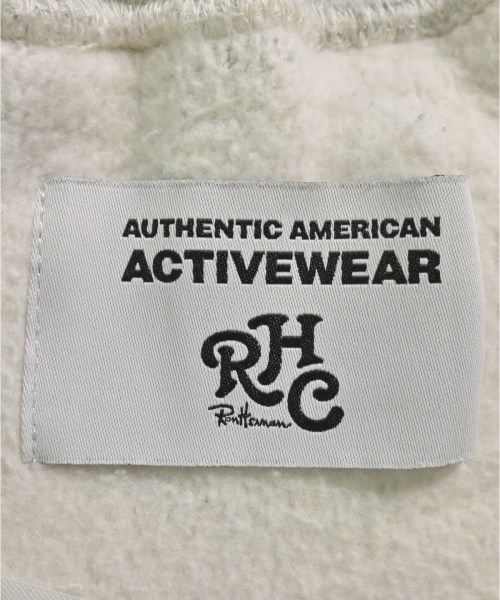 AUTHENTIC AMERICAN
ACTIVEWEAR
RHC
Ron Herman